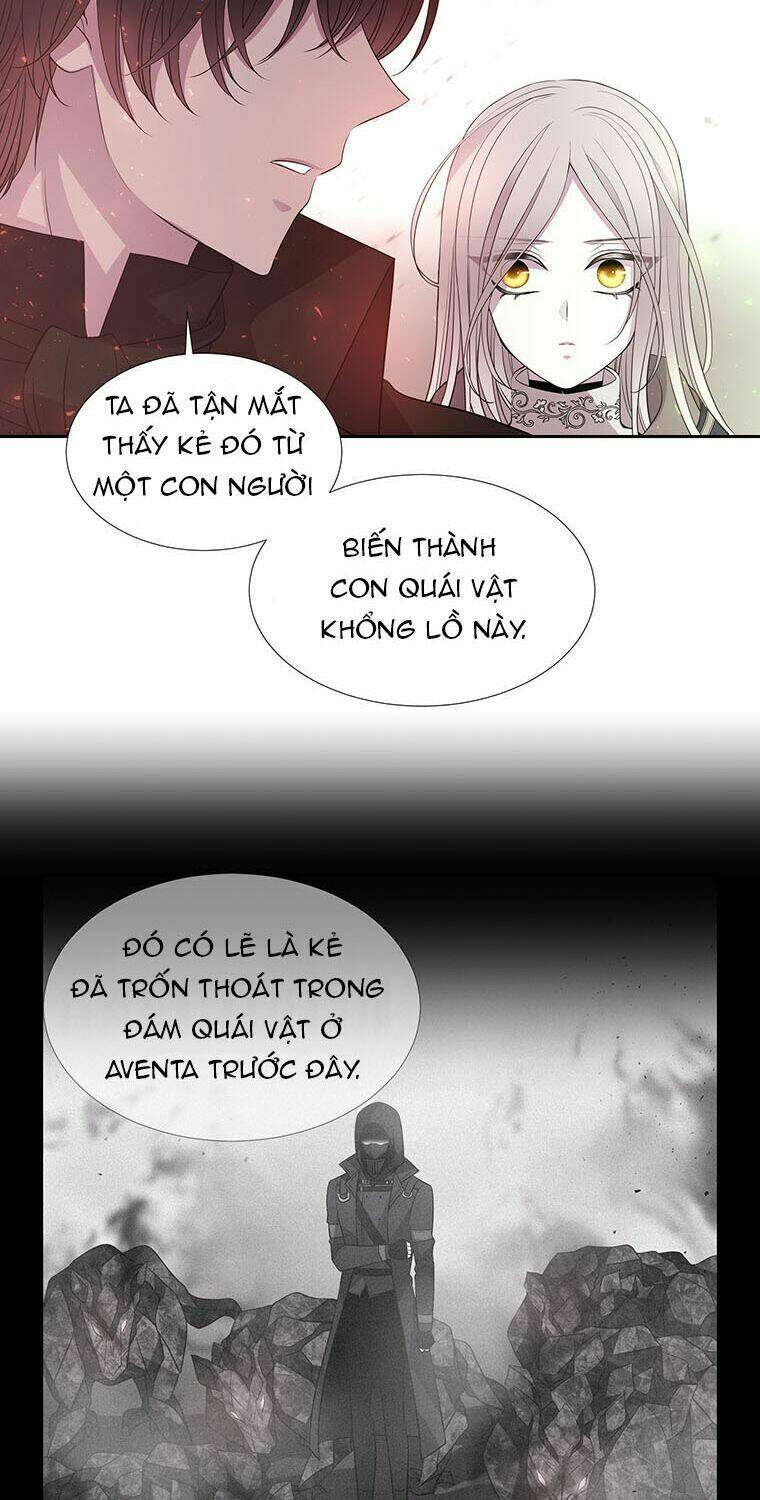 TA ĐÃ TẬN MẮT
THẤY KẺ ĐÓ TỪ
MỘT CON NGƯỜI
BIẾN THÀNH
CON QUÁI VẬT
KHỔNG LỒ NÀY.
ĐÓ CÓ LẼ LÀ KẺ
ĐÃ TRỐN THOÁT TRONG
ĐÁM QUÁI VẬT Ở
AVENTA TRƯỚC ĐÂY.